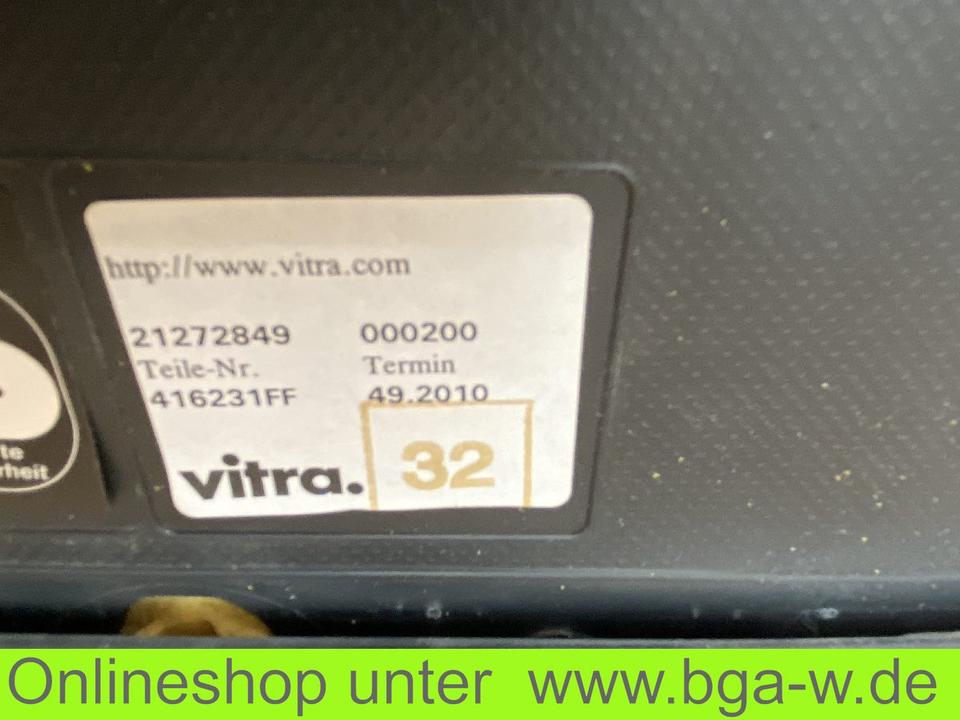 http://www.vitra.com
21272849 000200
Teile-Nr. Termin
416231FF 49.2010
vitra. 32
Onlineshop unter www.bga-w.de